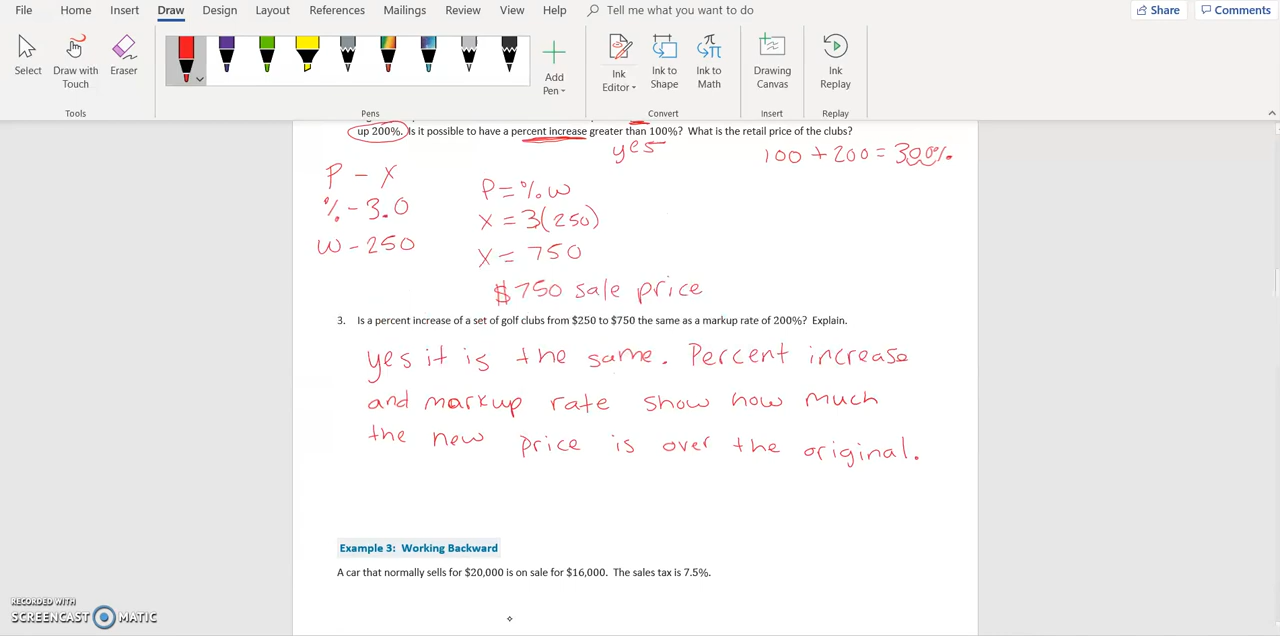 File Home Insert Draw Design Layout References Mailings Review View Help Tell me what you want to do Share Comments
Select Draw with Touch Eraser Add Pen Ink Editor Ink to Shape Ink to Math Drawing Canvas Ink Replay
Tools Pens Convert Insert Replay
up 200%. Is it possible to have a percent increase greater than 100%? What is the retail price of the clubs?
yes 100 + 200 = 300%
P - X
% - 3.0
W - 250
P = % W
X = 3(250)
X = 750
$750 sale price
3. Is a percent increase of a set of golf clubs from $250 to $750 the same as a markup rate of 200%? Explain.
yes it is the same. Percent increase
and markup rate show how much
the new price is over the original.
Example 3: Working Backward
A car that normally sells for $20,000 is on sale for $16,000. The sales tax is 7.5%.
RECORDED WITH
SCREENCAST MATIC